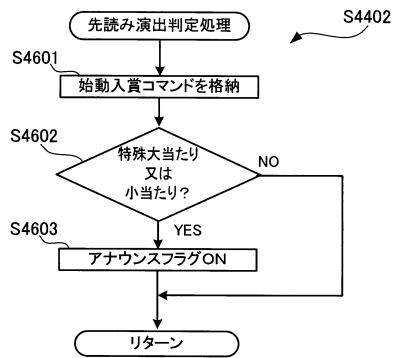 先読み演出判定処理
S4402
S4601
始動入賞コマンドを格納
S4602
特殊大当たり
又は
小当たり?
NO
YES
S4603
アナウンスフラグON
リターン